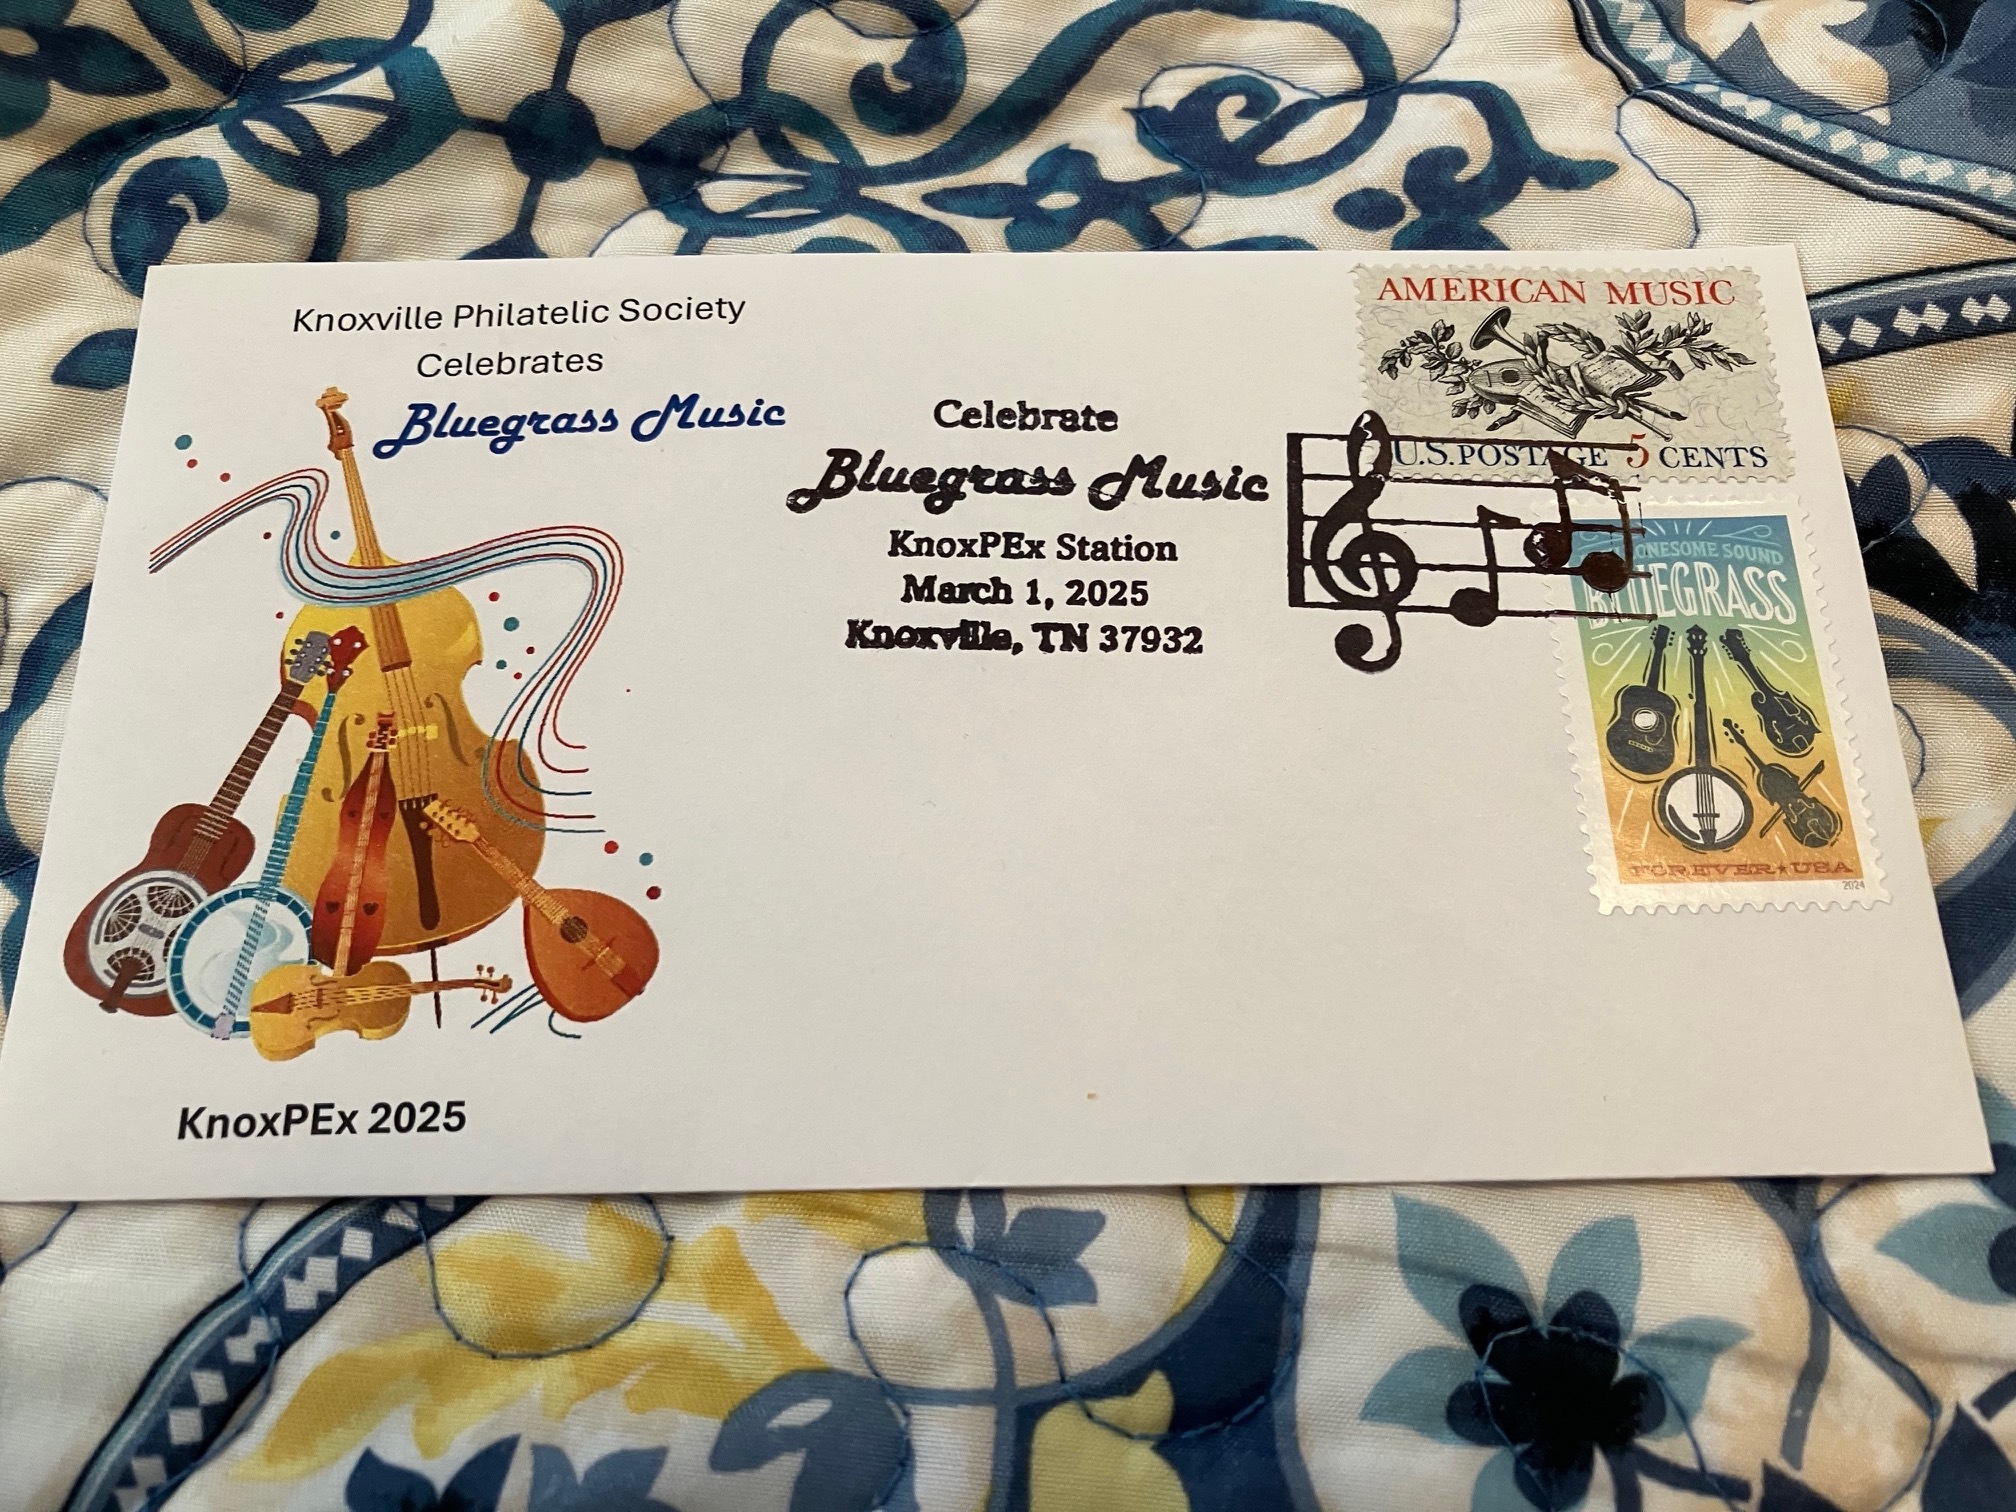 Knoxville Philatelic Society
Celebrates
Bluegrass Music
KnoxPEx 2025
Celebrate
Bluegrass Music
KnoxPEx Station
March 1, 2025
Knoxville, TN 37932
AMERICAN MUSIC
U.S. POSTAGE 5 CENTS
LONESOME SOUND
BLUEGRASS
FOREVER★USA
2024